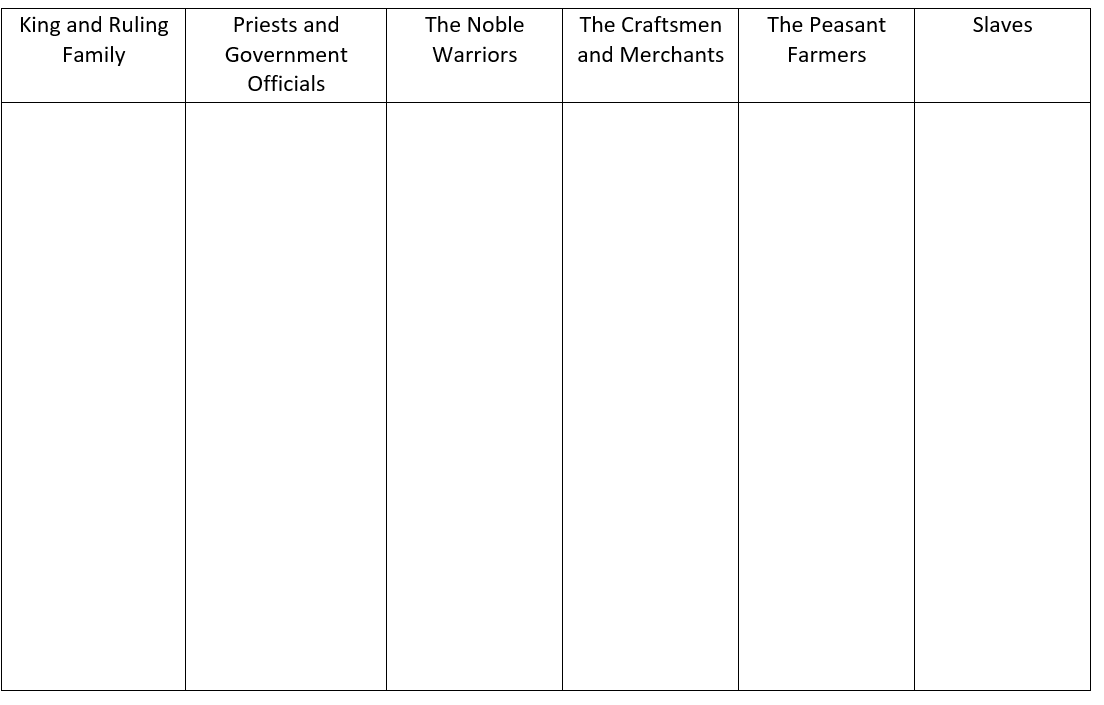 King and Ruling
Family
Priests and
Government
Officials
The Noble
Warriors
The Craftsmen
and Merchants
The Peasant
Farmers
Slaves